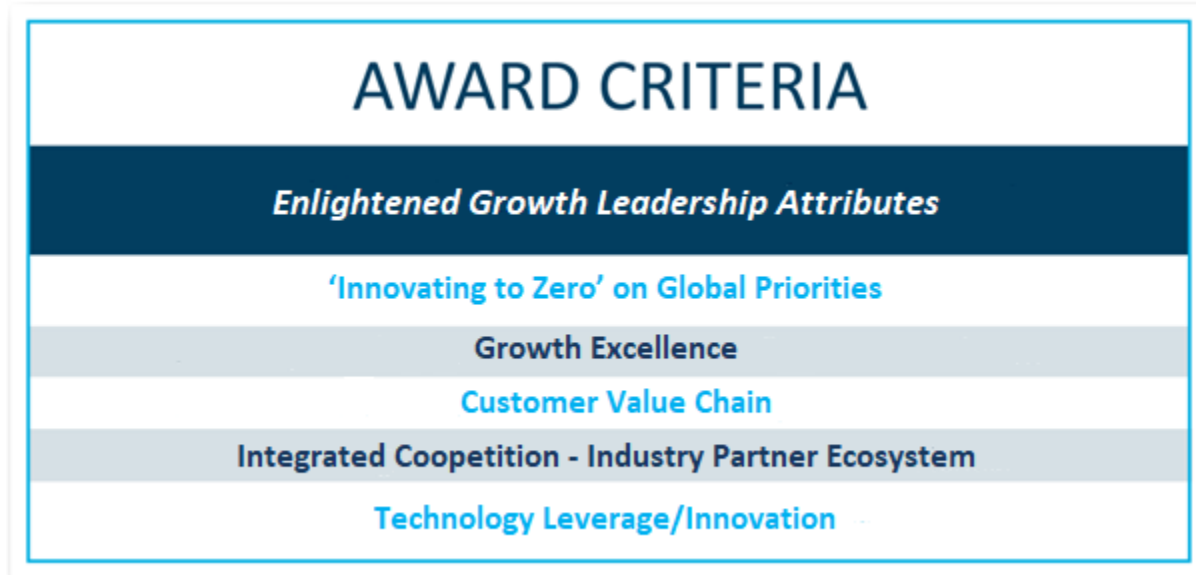 AWARD CRITERIA
Enlightened Growth Leadership Attributes
‘Innovating to Zero’ on Global Priorities
Growth Excellence
Customer Value Chain
Integrated Coopetition - Industry Partner Ecosystem
Technology Leverage/Innovation